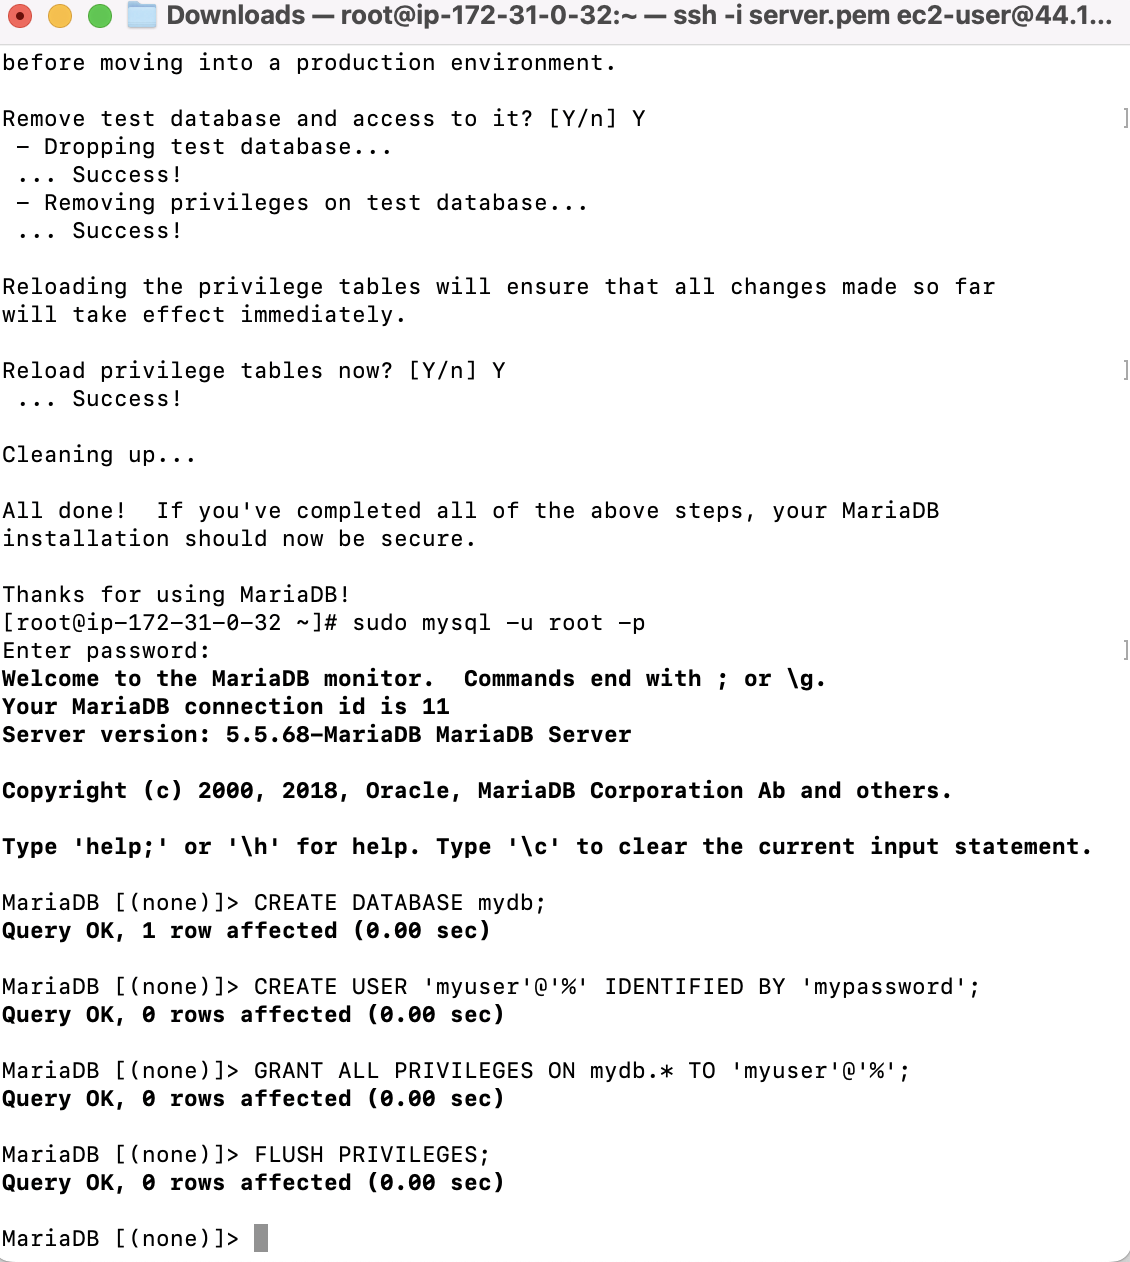 Downloads — root@ip-172-31-0-32:~ — ssh -i server.pem ec2-user@44.1...
before moving into a production environment.
Remove test database and access to it? [Y/n] Y
 - Dropping test database...
 ... Success!
 - Removing privileges on test database...
 ... Success!
Reloading the privilege tables will ensure that all changes made so far
will take effect immediately.
Reload privilege tables now? [Y/n] Y
 ... Success!
Cleaning up...
All done!  If you've completed all of the above steps, your MariaDB
installation should now be secure.
Thanks for using MariaDB!
[root@ip-172-31-0-32 ~]# sudo mysql -u root -p
Enter password:
Welcome to the MariaDB monitor.  Commands end with ; or \g.
Your MariaDB connection id is 11
Server version: 5.5.68-MariaDB MariaDB Server
Copyright (c) 2000, 2018, Oracle, MariaDB Corporation Ab and others.
Type 'help;' or '\h' for help. Type '\c' to clear the current input statement.
MariaDB [(none)]> CREATE DATABASE mydb;
Query OK, 1 row affected (0.00 sec)
MariaDB [(none)]> CREATE USER 'myuser'@'%' IDENTIFIED BY 'mypassword';
Query OK, 0 rows affected (0.00 sec)
MariaDB [(none)]> GRANT ALL PRIVILEGES ON mydb.* TO 'myuser'@'%';
Query OK, 0 rows affected (0.00 sec)
MariaDB [(none)]> FLUSH PRIVILEGES;
Query OK, 0 rows affected (0.00 sec)
MariaDB [(none)]>